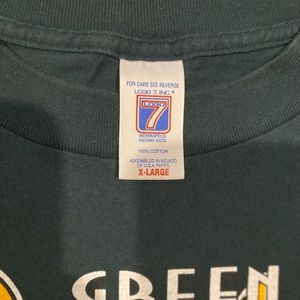 FOR CARE SEE REVERSE
LOGO 7, INC.®
LOGO
7
INDIANAPOLIS
INDIANA 46235
100% COTTON
ASSEMBLED IN MEXICO
OF U.S.A. PARTS
X-LARGE
GREEN